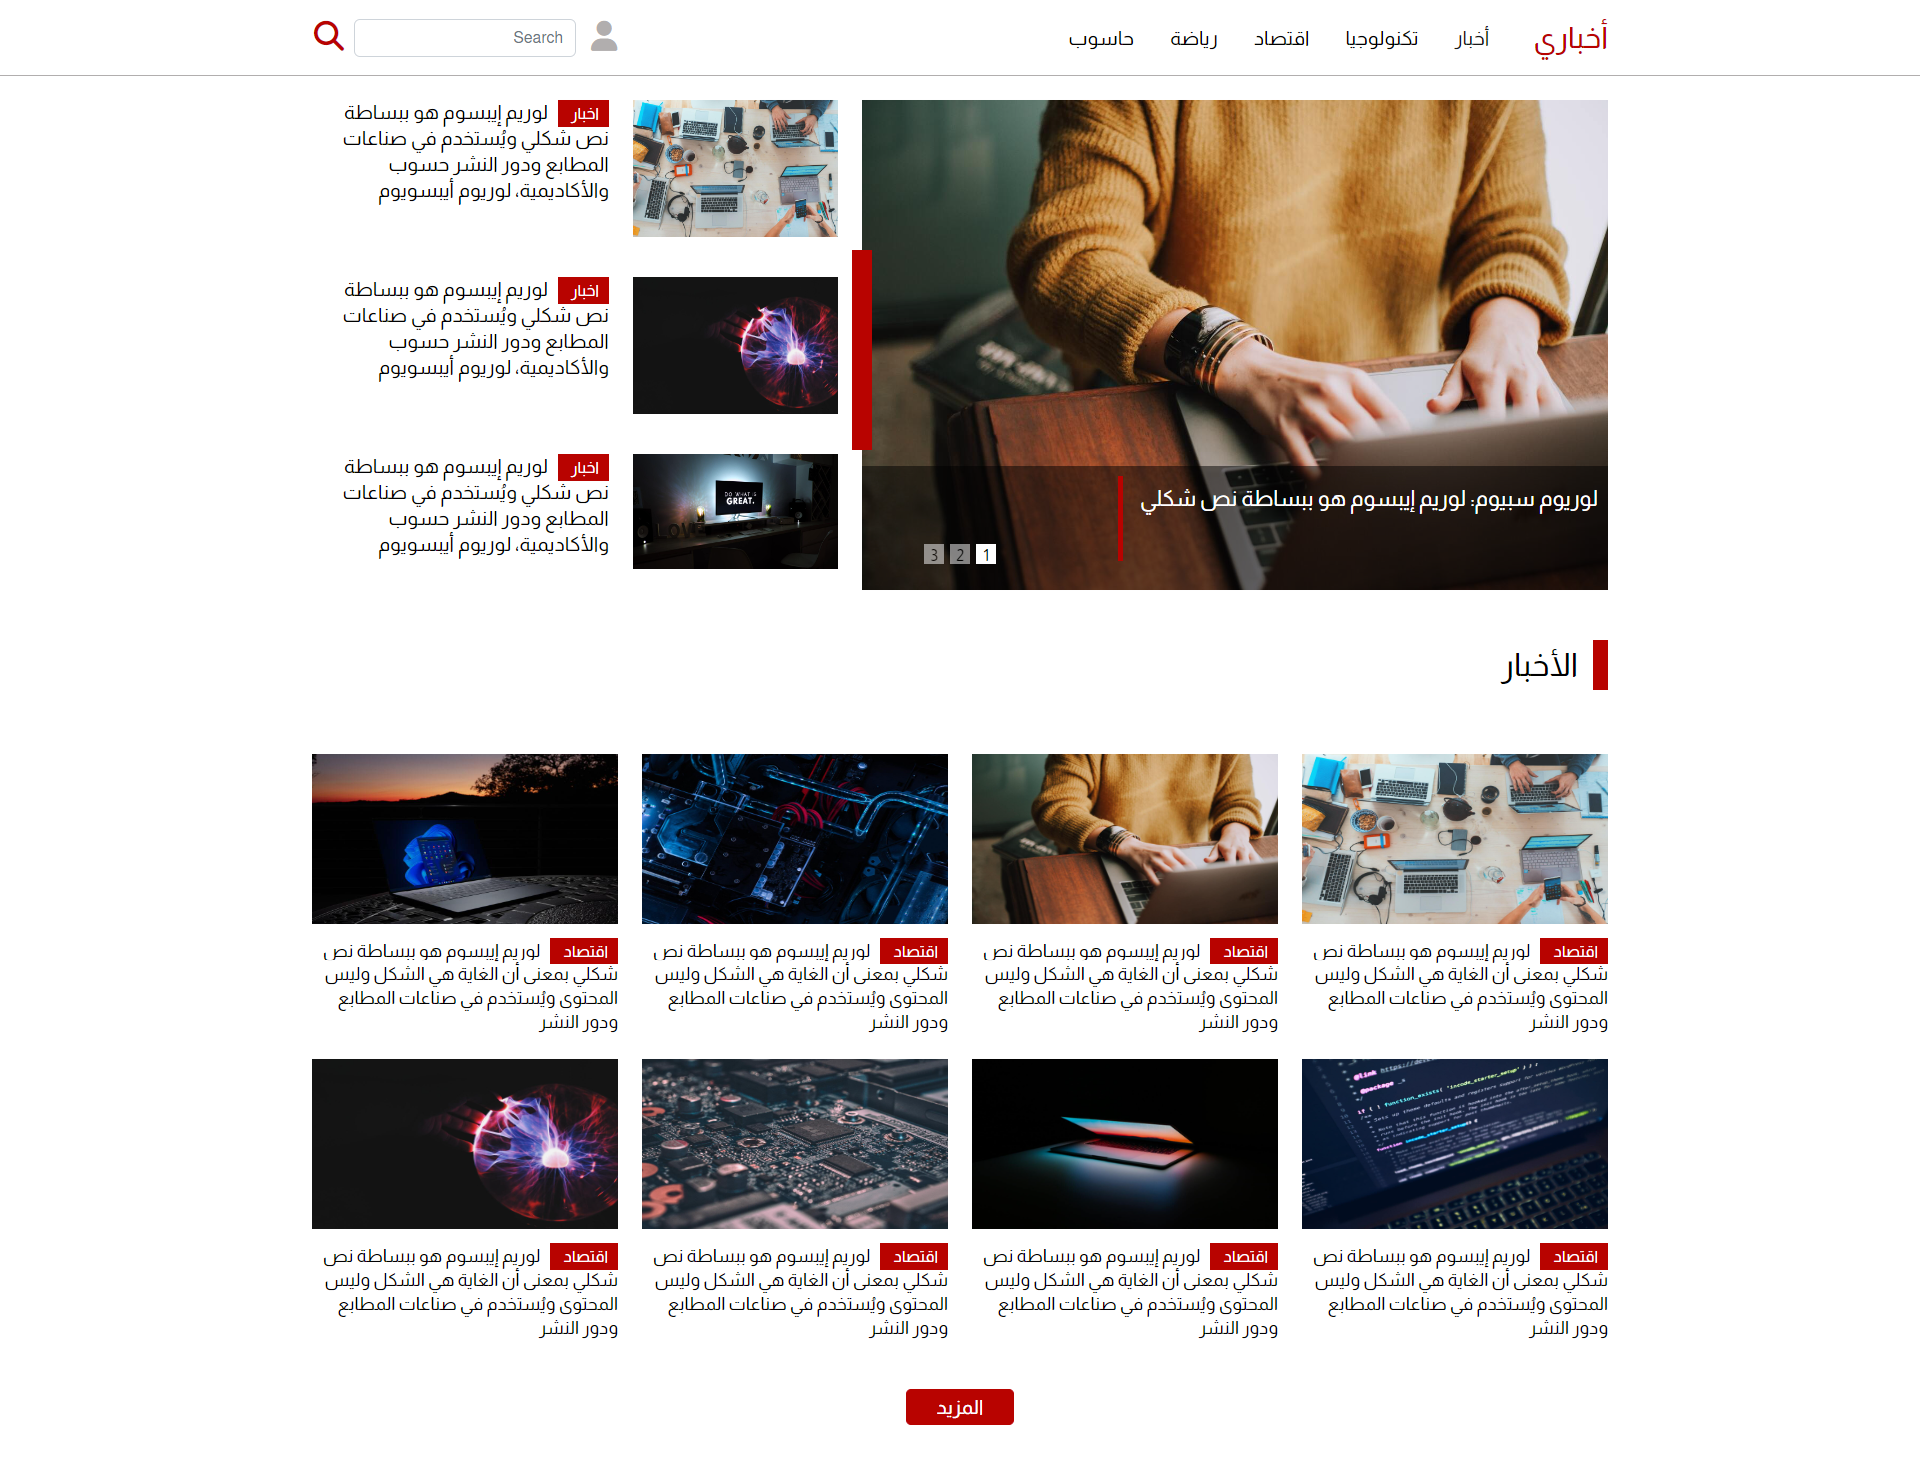 أخباري
أخبار
تكنولوجيا
اقتصاد
رياضة
حاسوب
Search
لوريوم سبيوم: لوريم إيبسوم هو ببساطة نص شكلي
1 2 3
اخبار لوريم إيبسوم هو ببساطة
نص شكلي ويُستخدم في صناعات
المطابع ودور النشر حسوب
والأكاديمية، لوريوم أيبسويوم
اخبار لوريم إيبسوم هو ببساطة
نص شكلي ويُستخدم في صناعات
المطابع ودور النشر حسوب
والأكاديمية، لوريوم أيبسويوم
DO WHAT IS
GREAT.
اخبار لوريم إيبسوم هو ببساطة
نص شكلي ويُستخدم في صناعات
المطابع ودور النشر حسوب
والأكاديمية، لوريوم أيبسويوم
الأخبار
اقتصاد لوريم إيبسوم هو ببساطة نص
شكلي بمعنى أن الغاية هي الشكل وليس
المحتوى ويُستخدم في صناعات المطابع
ودور النشر
اقتصاد لوريم إيبسوم هو ببساطة نص
شكلي بمعنى أن الغاية هي الشكل وليس
المحتوى ويُستخدم في صناعات المطابع
ودور النشر
اقتصاد لوريم إيبسوم هو ببساطة نص
شكلي بمعنى أن الغاية هي الشكل وليس
المحتوى ويُستخدم في صناعات المطابع
ودور النشر
اقتصاد لوريم إيبسوم هو ببساطة نص
شكلي بمعنى أن الغاية هي الشكل وليس
المحتوى ويُستخدم في صناعات المطابع
ودور النشر
اقتصاد لوريم إيبسوم هو ببساطة نص
شكلي بمعنى أن الغاية هي الشكل وليس
المحتوى ويُستخدم في صناعات المطابع
ودور النشر
اقتصاد لوريم إيبسوم هو ببساطة نص
شكلي بمعنى أن الغاية هي الشكل وليس
المحتوى ويُستخدم في صناعات المطابع
ودور النشر
اقتصاد لوريم إيبسوم هو ببساطة نص
شكلي بمعنى أن الغاية هي الشكل وليس
المحتوى ويُستخدم في صناعات المطابع
ودور النشر
اقتصاد لوريم إيبسوم هو ببساطة نص
شكلي بمعنى أن الغاية هي الشكل وليس
المحتوى ويُستخدم في صناعات المطابع
ودور النشر
المزيد